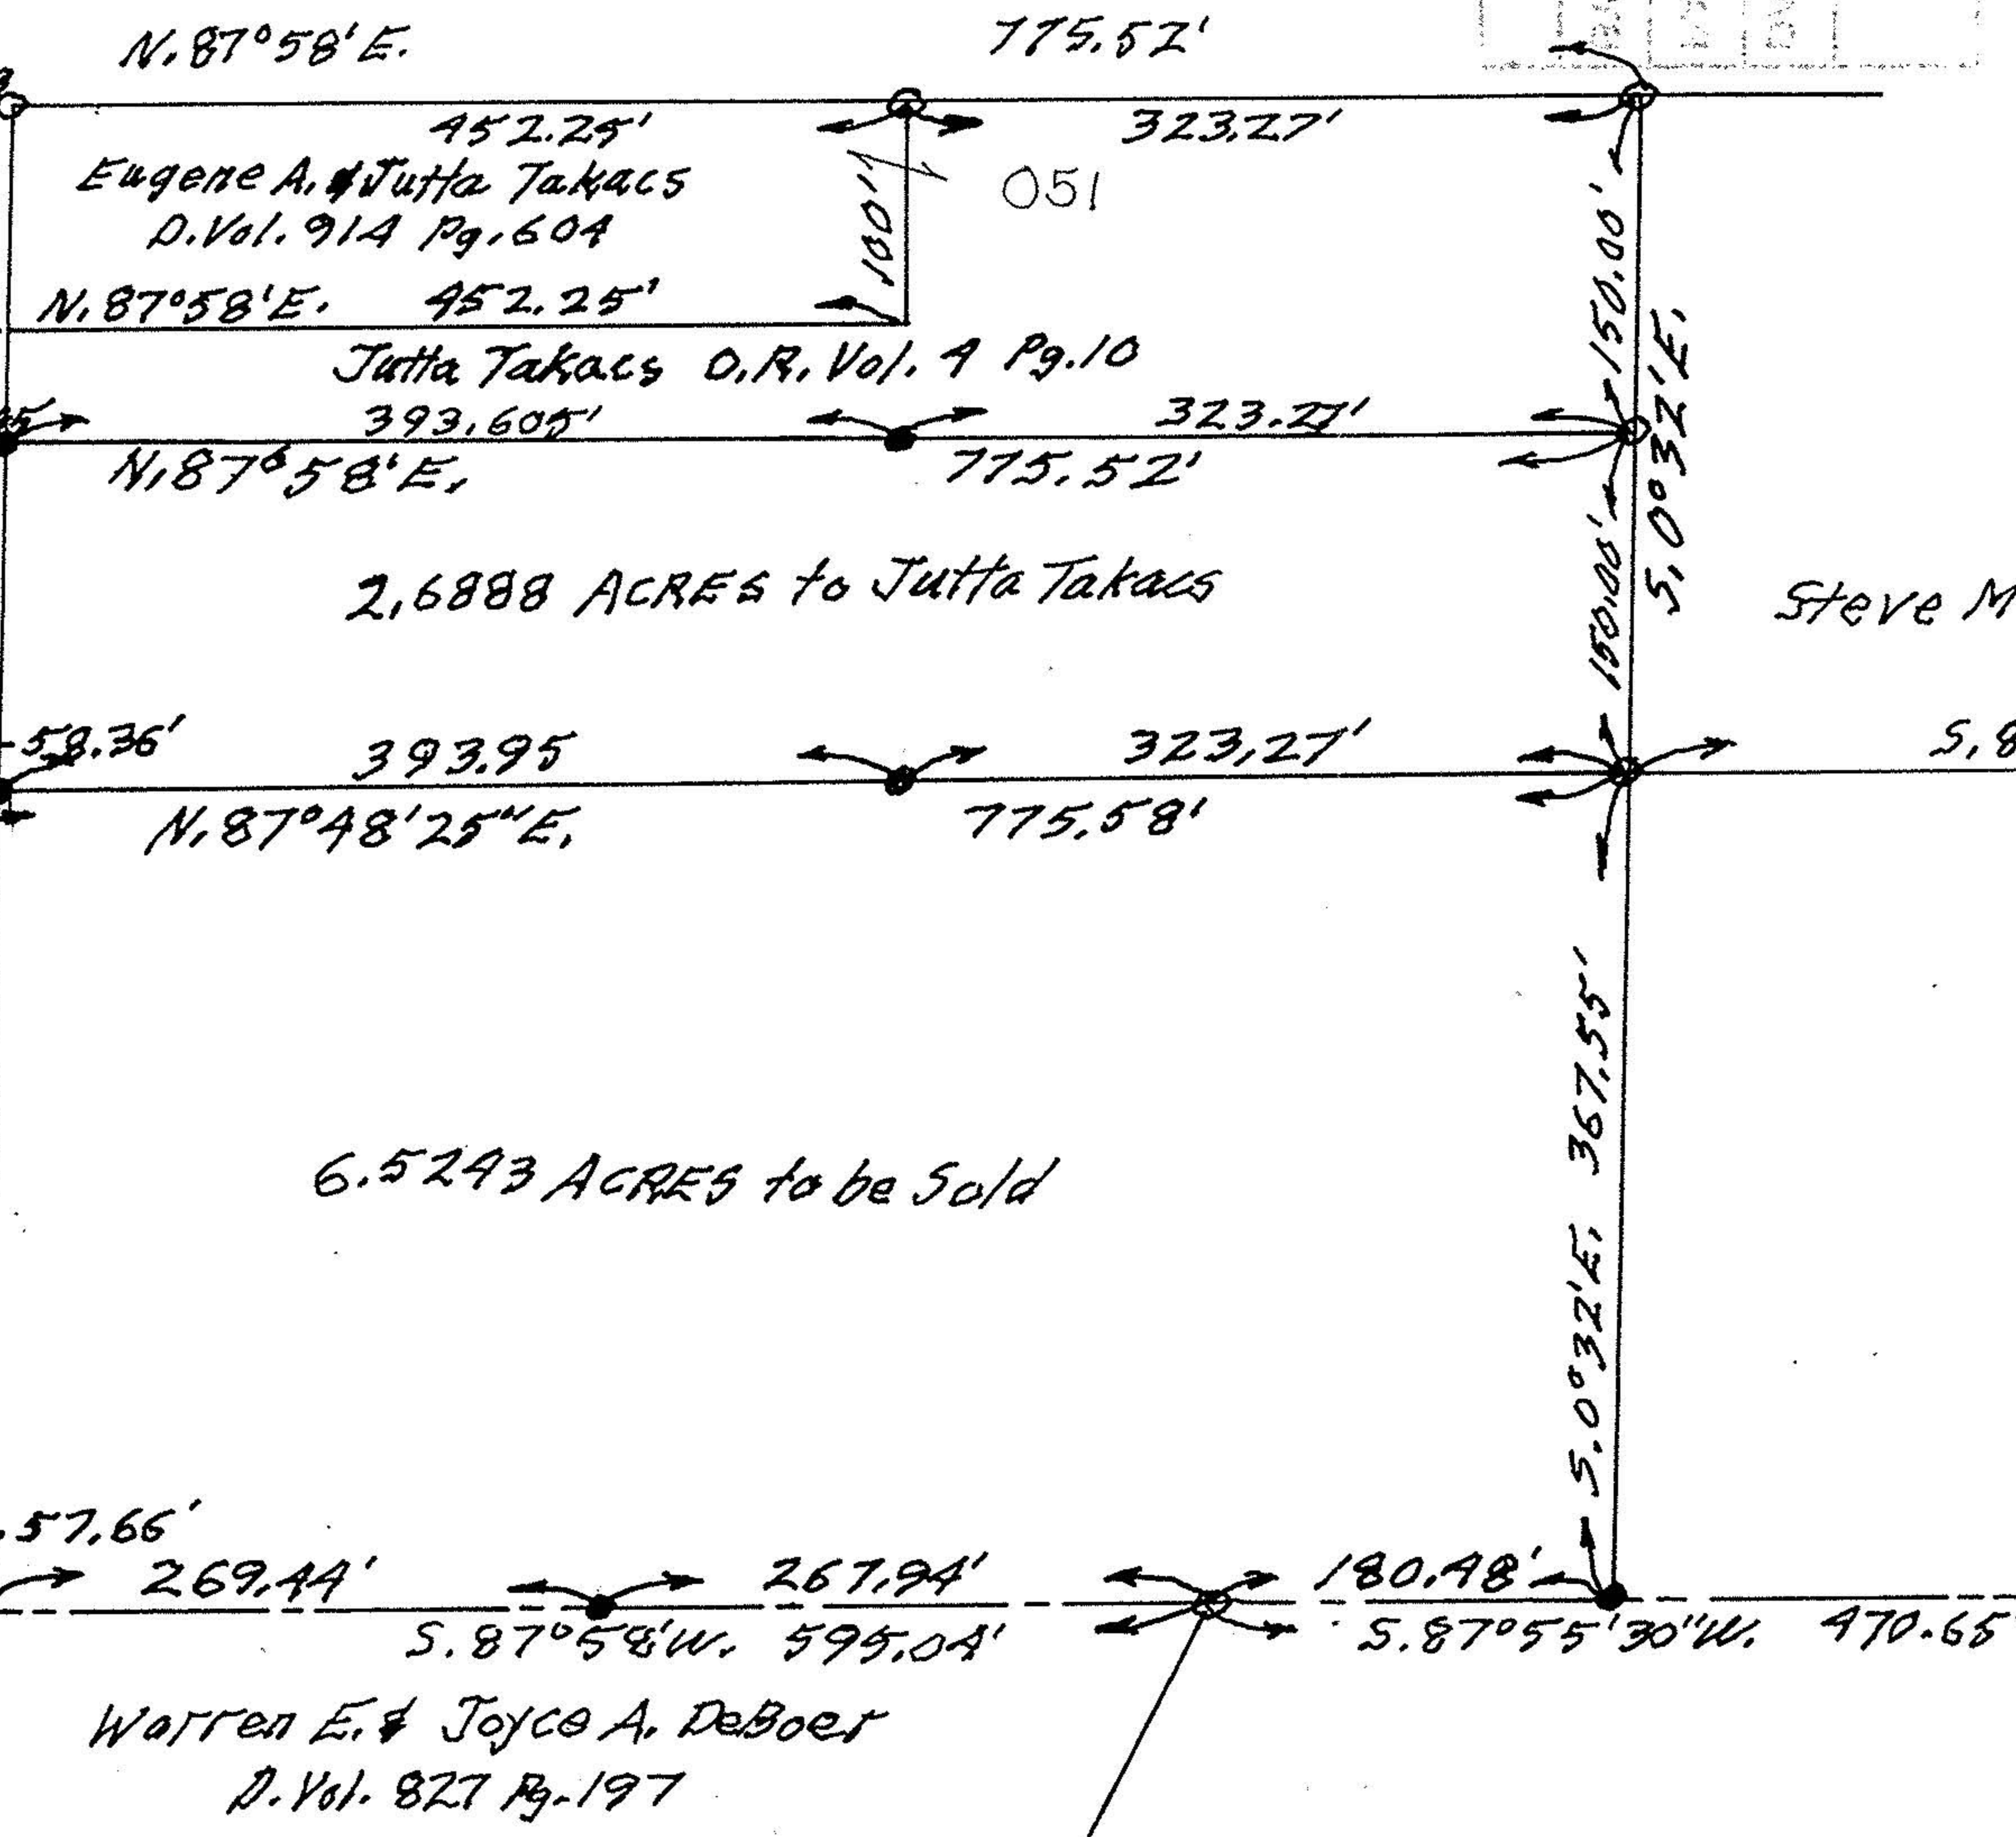 N.87°58'E. 775.52'
452.25' 323.27'
Eugene A. & Jutta Takacs
D.Vol. 914 Pg.604
100'
051
N.87°58'E. 452.25'
150.00'
S.0°32'E.
Jutta Takacs O.R. Vol. 4 Pg.10
393.605' 323.27'
N.87°58'E. 775.52'
2.6888 ACRES to Jutta Takacs
150.00'
Steve M
58.36' 393.95 323.27' S.8
N.87°48'25"E. 775.58'
S.0°32'E. 367.55'
6.5243 ACRES to be Sold
57.66'
269.44' 267.94' 180.48'
S.87°58'W. 595.04' S.87°55'30"W. 470.65
Warren E. & Joyce A. DeBoer
D.Vol. 827 Pg.197